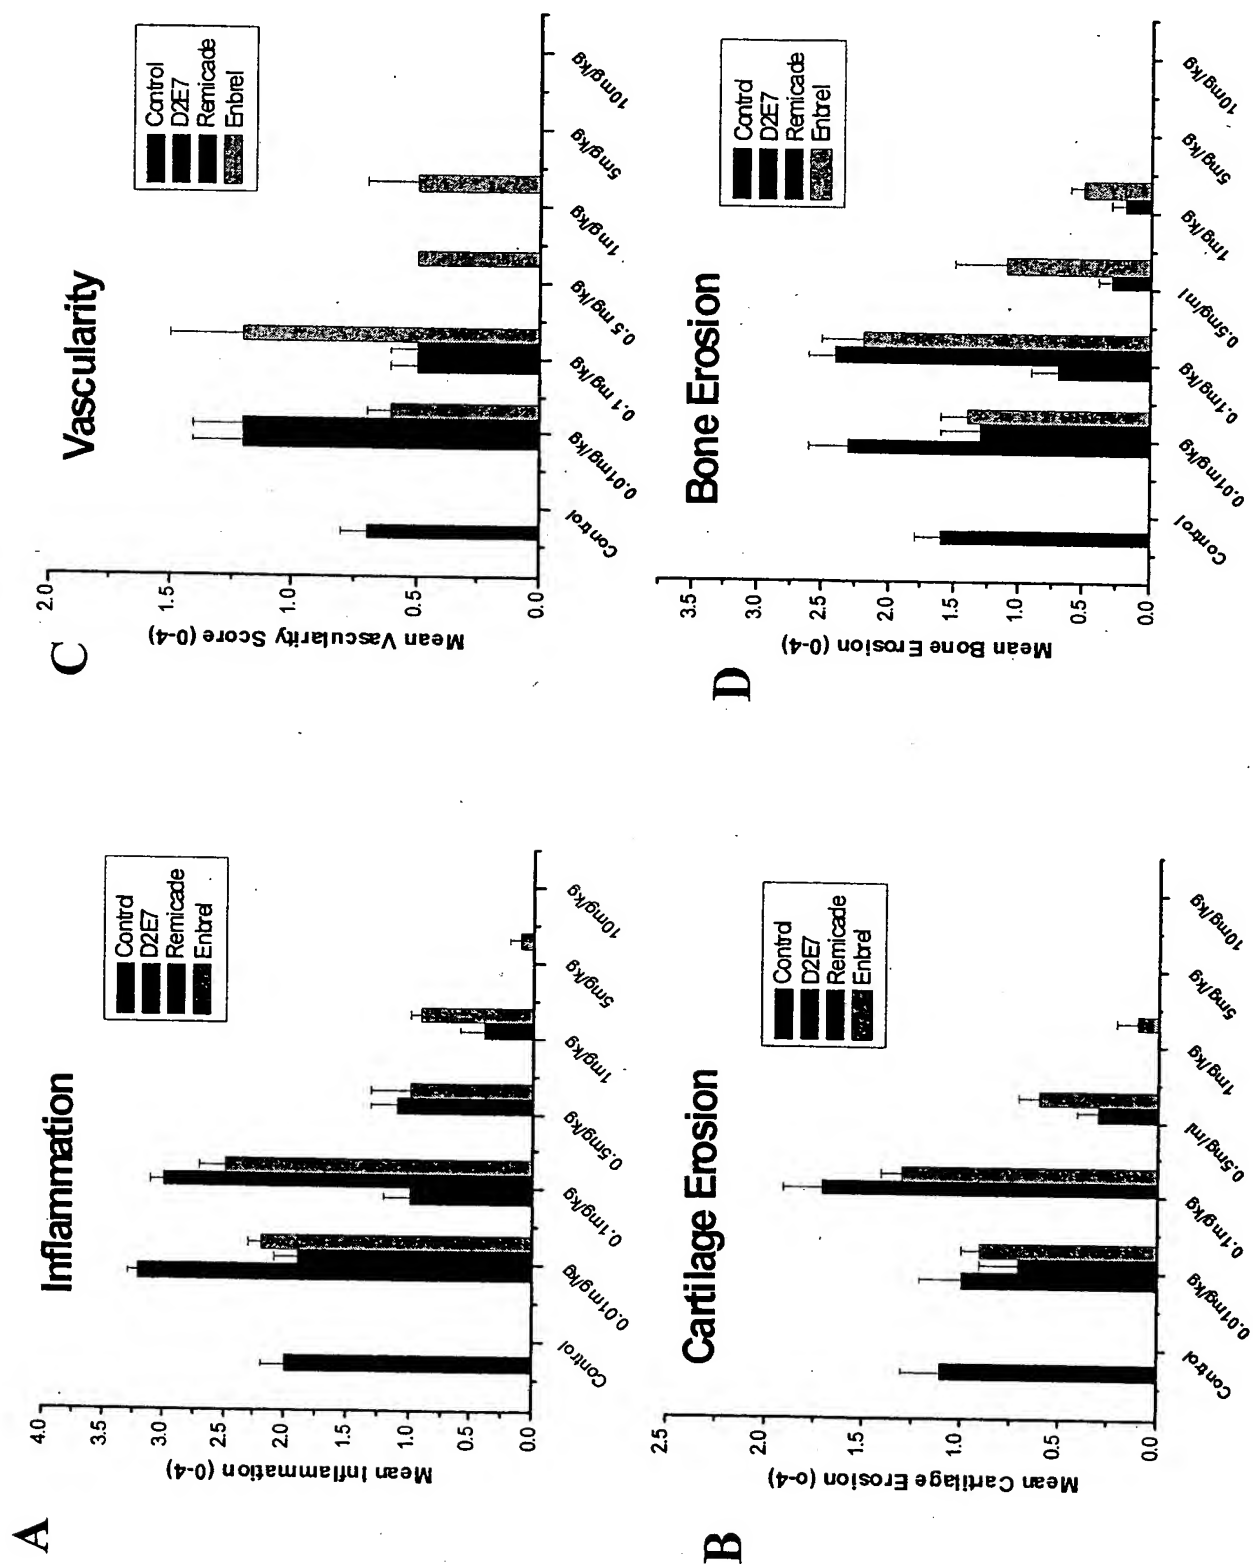 A
Inflammation
Mean Inflammation (0-4)
4.0
3.5
3.0
2.5
2.0
1.5
1.0
0.5
0.0
Control
0.01mg/kg
0.1mg/kg
0.5mg/kg
1mg/kg
5mg/kg
10mg/kg
Control
D2E7
Remicade
Enbrel
B
Cartilage Erosion
Mean Cartilage Erosion (o-4)
2.5
2.0
1.5
1.0
0.5
0.0
Control
0.01mg/kg
0.1mg/kg
0.5mg/ml
1mg/kg
5mg/kg
10mg/kg
Control
D2E7
Remicade
Enbrel
C
Vascularity
Mean Vascularity Score (0-4)
2.0
1.5
1.0
0.5
0.0
Control
0.01mg/kg
0.1 mg/kg
0.5 mg/kg
1mg/kg
5mg/kg
10mg/kg
Control
D2E7
Remicade
Enbrel
D
Bone Erosion
Mean Bone Erosion (0-4)
3.5
3.0
2.5
2.0
1.5
1.0
0.5
0.0
Control
0.01mg/kg
0.1mg/kg
0.5mg/ml
1mg/kg
5mg/kg
10mg/kg
Control
D2E7
Remicade
Enbrel